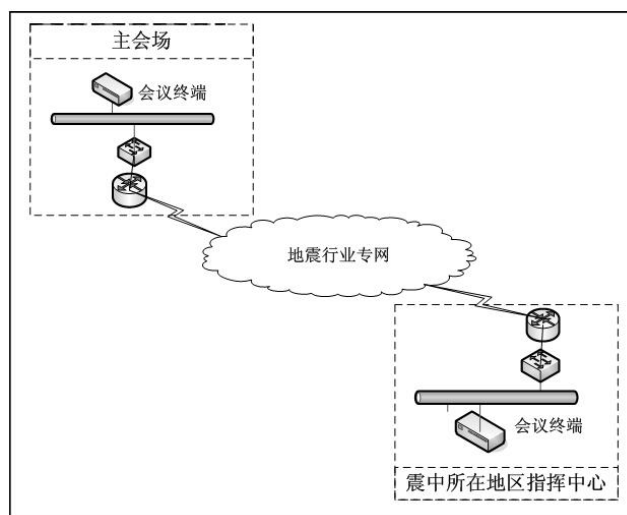 主会场
会议终端
地震行业专网
会议终端
震中所在地区指挥中心